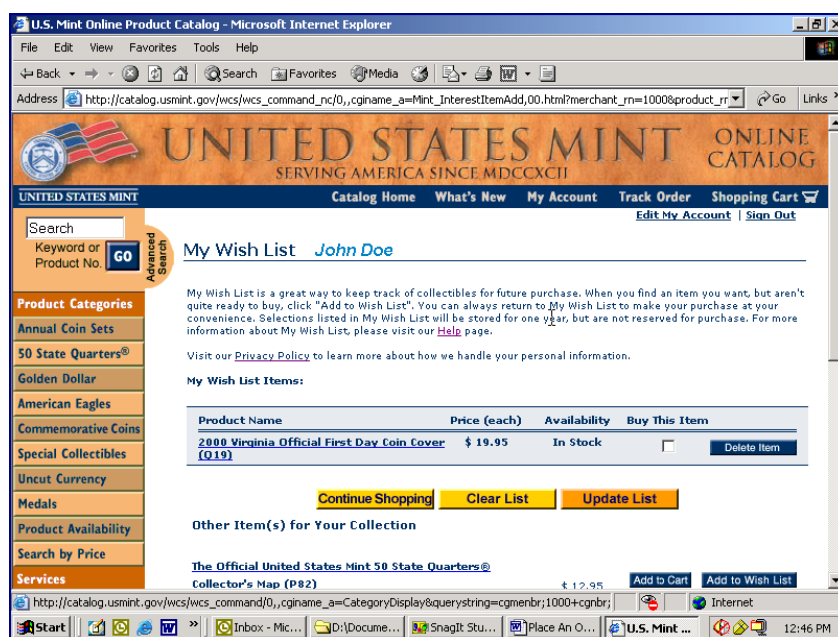 U.S. Mint Online Product Catalog - Microsoft Internet Explorer
File Edit View Favorites Tools Help
Back Search Favorites Media
Address http://catalog.usmint.gov/wcs/wcs_command_nc/0,,cginame_a=Mint_InterestItemAdd,00.html?merchant_rn=1000&product_rr Go Links »
UNITED STATES MINT
SERVING AMERICA SINCE MDCCXCII
ONLINE
CATALOG
UNITED STATES MINT Catalog Home What's New My Account Track Order Shopping Cart
Edit My Account | Sign Out
Search
Keyword or
Product No.
GO
Advanced
Search
Product Categories
Annual Coin Sets
50 State Quarters®
Golden Dollar
American Eagles
Commemorative Coins
Special Collectibles
Uncut Currency
Medals
Product Availability
Search by Price
Services
My Wish List John Doe
My Wish List is a great way to keep track of collectibles for future purchase. When you find an item you want, but aren't
quite ready to buy, click "Add to Wish List". You can always return to My Wish List to make your purchase at your
convenience. Selections listed in My Wish List will be stored for one year, but are not reserved for purchase. For more
information about My Wish List, please visit our Help page.
Visit our Privacy Policy to learn more about how we handle your personal information.
My Wish List Items:
Product Name Price (each) Availability Buy This Item
2000 Virginia Official First Day Coin Cover $ 19.95 In Stock Delete Item
(Q19)
Continue Shopping Clear List Update List
Other Item(s) for Your Collection
The Official United States Mint 50 State Quarters®
Collector's Map (P82) $ 12.95 Add to Cart Add to Wish List
http://catalog.usmint.gov/wcs/wcs_command/0,,cginame_a=CategoryDisplay&querystring=cgmenbr;1000+cgnbr; Internet
Start » Inbox - Mic... D:\Docume... SnagIt Stu... Place An O... U.S. Mint ... 12:46 PM